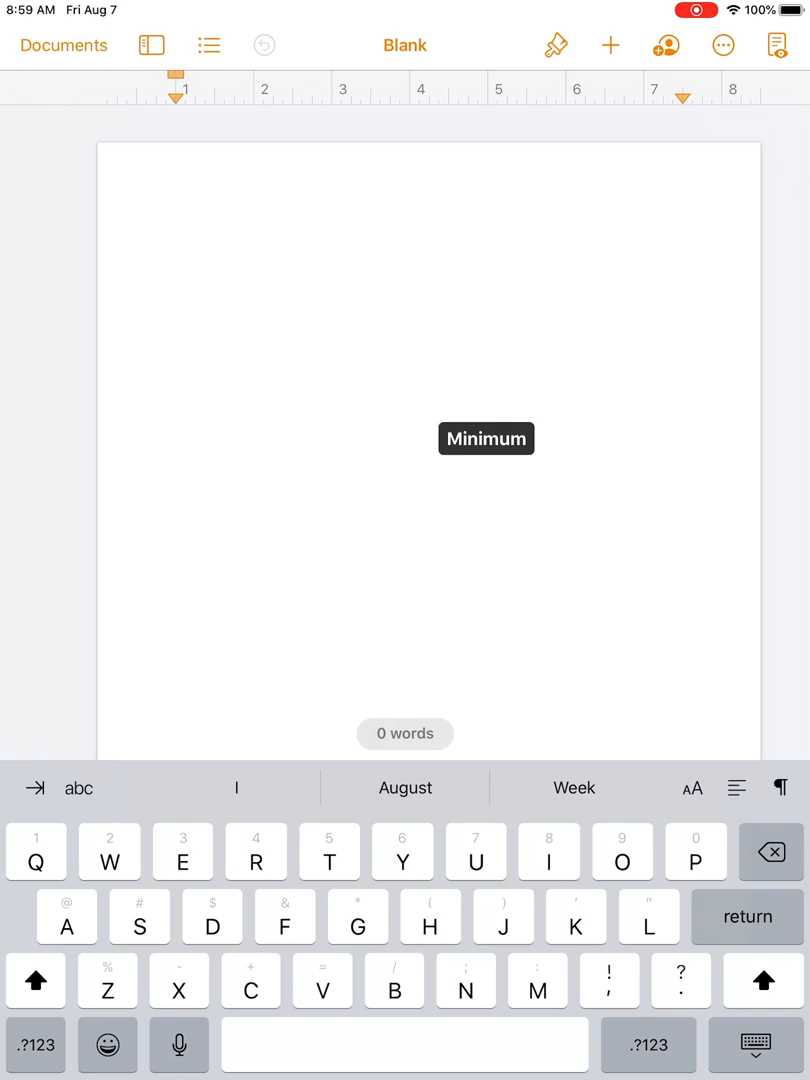 8:59 AM Fri Aug 7 100%
Documents Blank
1 2 3 4 5 6 7 8
Minimum
0 words
abc I August Week AA ¶
1 2 3 4 5 6 7 8 9 0
Q W E R T Y U I O P
@ # $ & * ( ) ' "
A S D F G H J K L return
% - + = / ; : ! ?
Z X C V B N M , .
.?123 .?123